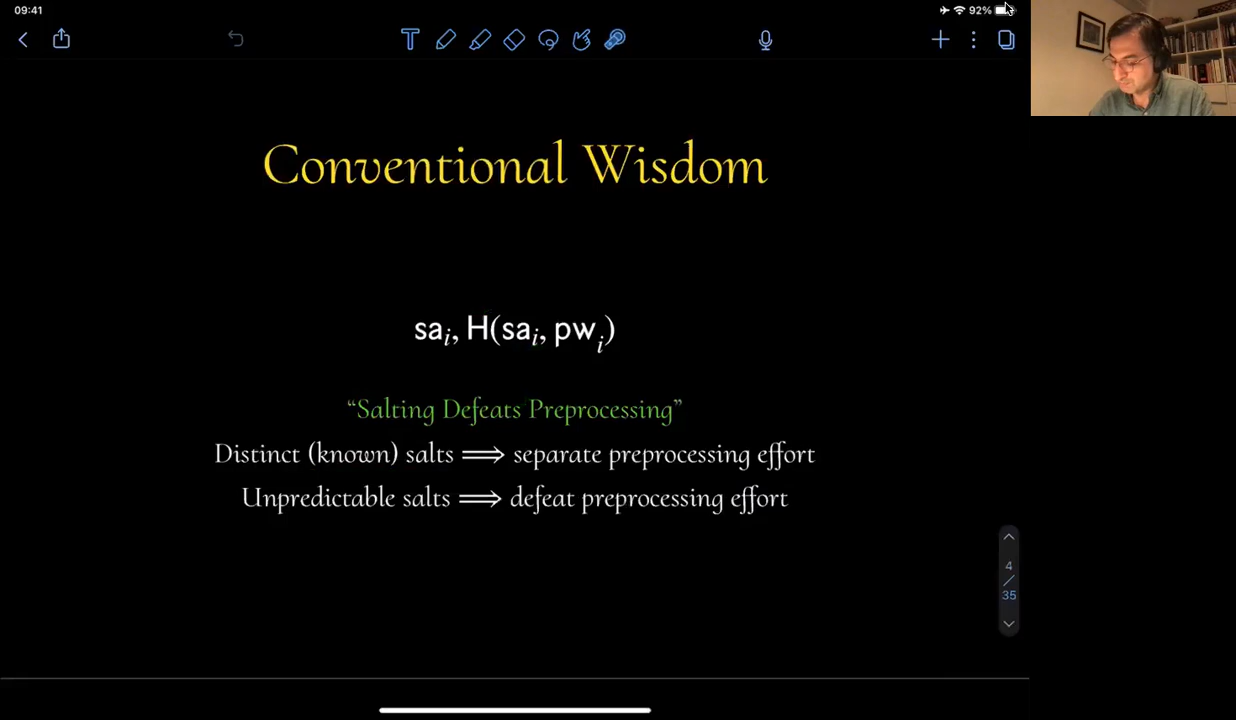 09:41
92%
T
Conventional Wisdom
saᵢ, H(saᵢ, pwᵢ)
“Salting Defeats Preprocessing”
Distinct (known) salts ⟹ separate preprocessing effort
Unpredictable salts ⟹ defeat preprocessing effort
4
/
35